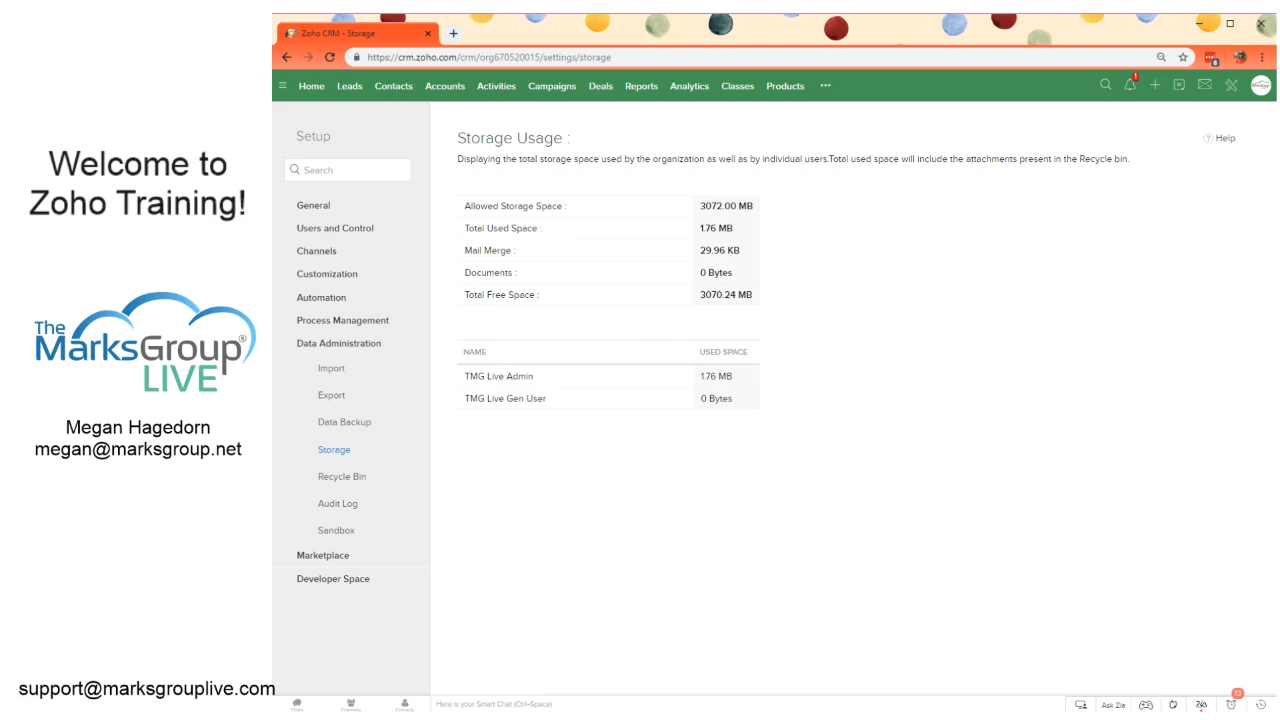 Zoho CRM - Storage
https://crm.zoho.com/crm/org670520015/settings/storage
Home Leads Contacts Accounts Activities Campaigns Deals Reports Analytics Classes Products ••• 1
Welcome to
Zoho Training!
The
MarksGroup®
LIVE
Megan Hagedorn
megan@marksgroup.net
support@marksgrouplive.com
Setup
Search
General
Users and Control
Channels
Customization
Automation
Process Management
Data Administration
Import
Export
Data Backup
Storage
Recycle Bin
Audit Log
Sandbox
Marketplace
Developer Space
Storage Usage :
Help
Displaying the total storage space used by the organization as well as by individual users.Total used space will include the attachments present in the Recycle bin.
Allowed Storage Space : 3072.00 MB
Total Used Space : 1.76 MB
Mail Merge : 29.96 KB
Documents : 0 Bytes
Total Free Space : 3070.24 MB
NAME USED SPACE
TMG Live Admin 1.76 MB
TMG Live Gen User 0 Bytes
Chats Channels Contacts Here is your Smart Chat (Ctrl+Space) Ask Zia 13